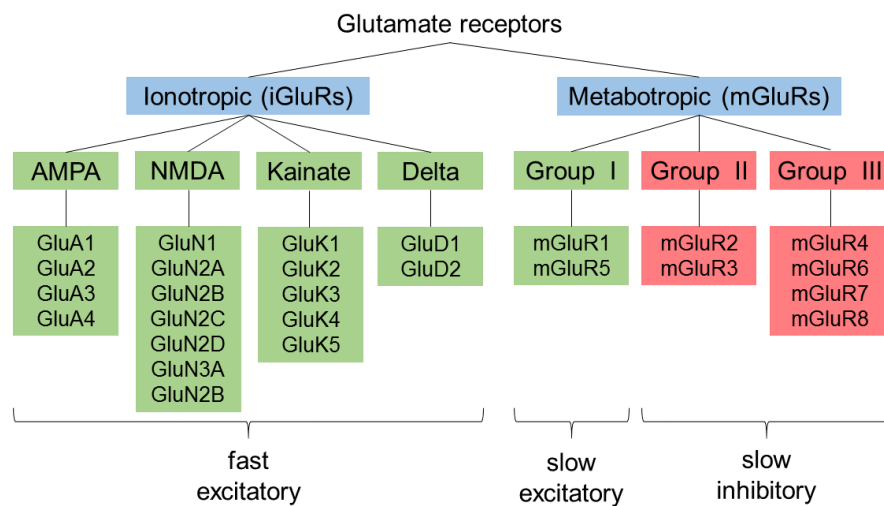 Glutamate receptors
Ionotropic (iGluRs)
Metabotropic (mGluRs)
AMPA
NMDA
Kainate
Delta
Group I
Group II
Group III
GluA1
GluA2
GluA3
GluA4
GluN1
GluN2A
GluN2B
GluN2C
GluN2D
GluN3A
GluN2B
GluK1
GluK2
GluK3
GluK4
GluK5
GluD1
GluD2
mGluR1
mGluR5
mGluR2
mGluR3
mGluR4
mGluR6
mGluR7
mGluR8
fast
excitatory
slow
excitatory
slow
inhibitory